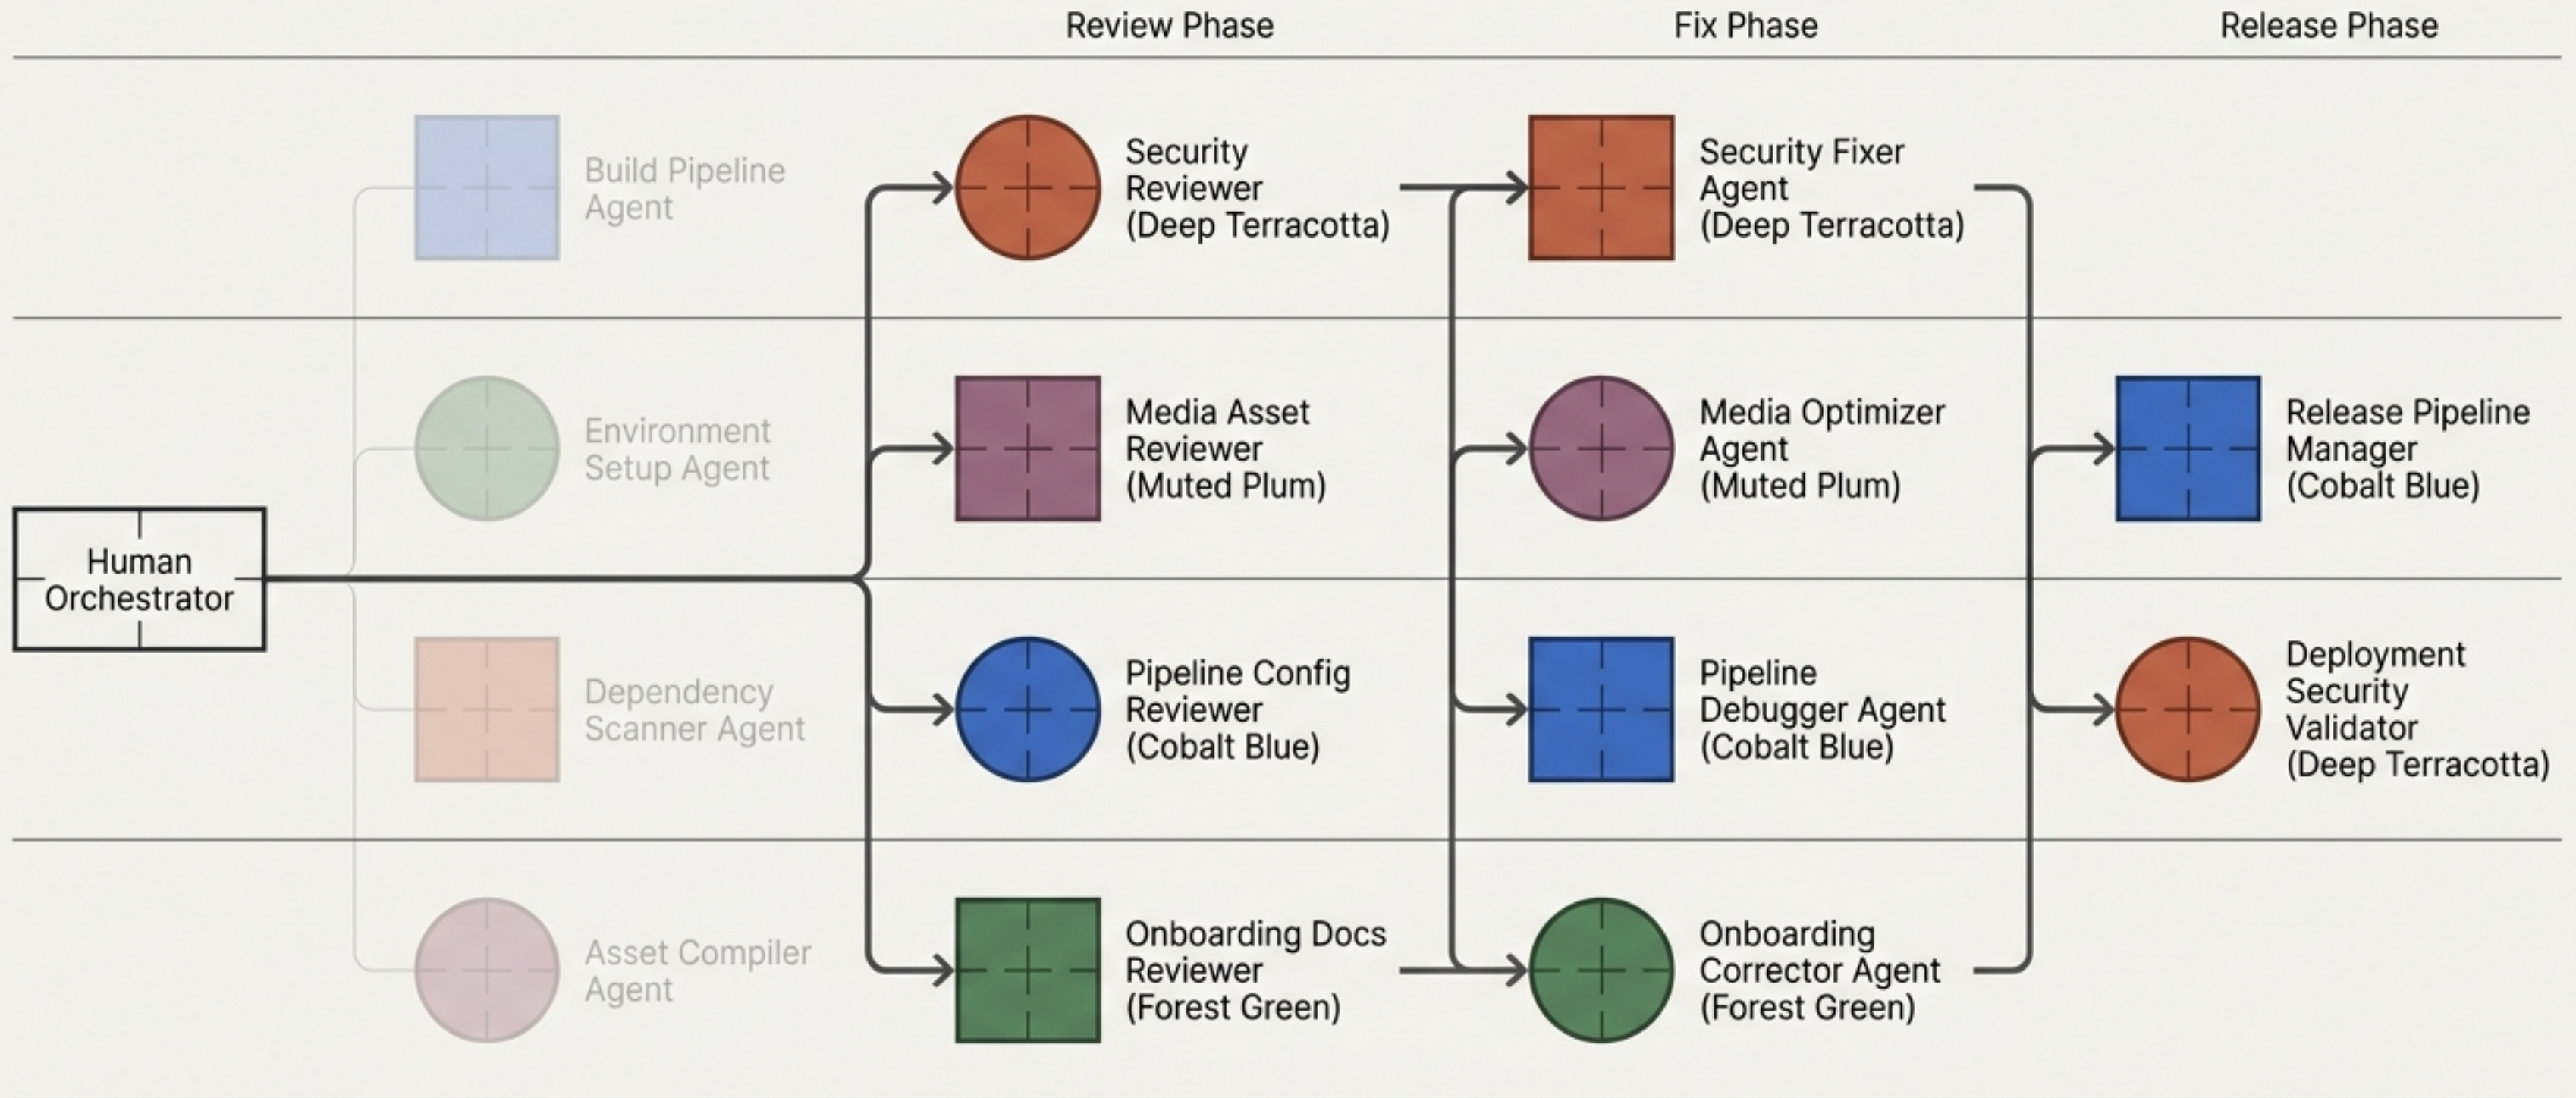 Review Phase
Fix Phase
Release Phase
Build Pipeline
Agent
Security
Reviewer
(Deep Terracotta)
Security Fixer
Agent
(Deep Terracotta)
Environment
Setup Agent
Media Asset
Reviewer
(Muted Plum)
Media Optimizer
Agent
(Muted Plum)
Release Pipeline
Manager
(Cobalt Blue)
Human
Orchestrator
Dependency
Scanner Agent
Pipeline Config
Reviewer
(Cobalt Blue)
Pipeline
Debugger Agent
(Cobalt Blue)
Deployment
Security
Validator
(Deep Terracotta)
Asset Compiler
Agent
Onboarding Docs
Reviewer
(Forest Green)
Onboarding
Corrector Agent
(Forest Green)